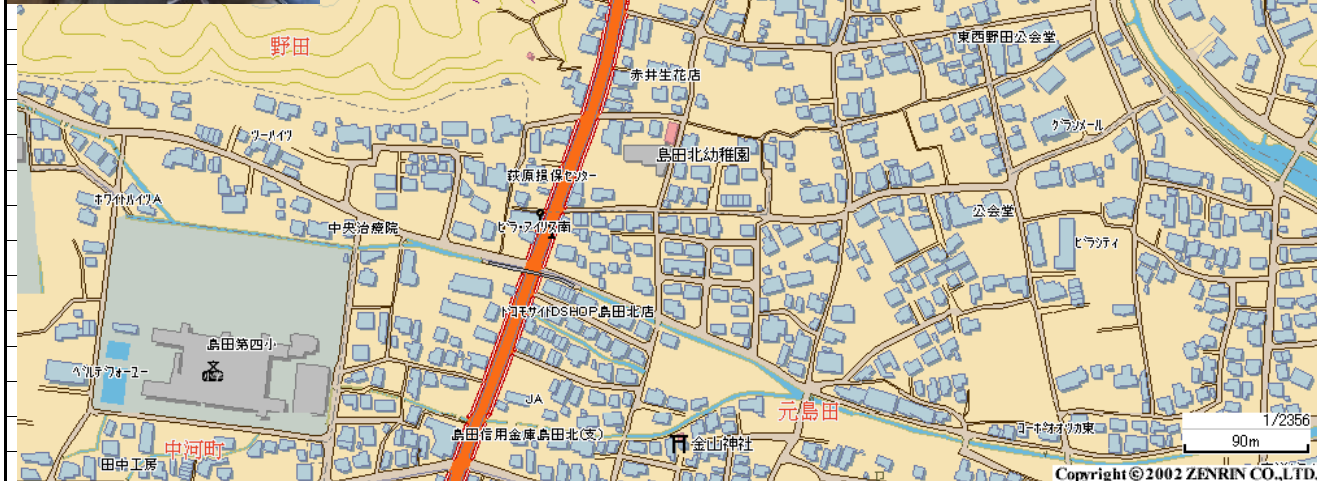 野田
赤井生花店
東西野田公会堂
ツーハイツ
グランメール
島田北幼稚園
萩原損保センター
ホワイトハイツA
公会堂
中央治療院
ビラ・アイリス南
ビラシティ
ドコモサイトDSHOP島田北店
島田第四小
文
ベルデフォーユー
JA
元島田
1/2356
島田信用金庫島田北(支)
90m
中河町
金山神社
田中工房
Copyright © 2002 ZENRIN CO.,LTD.